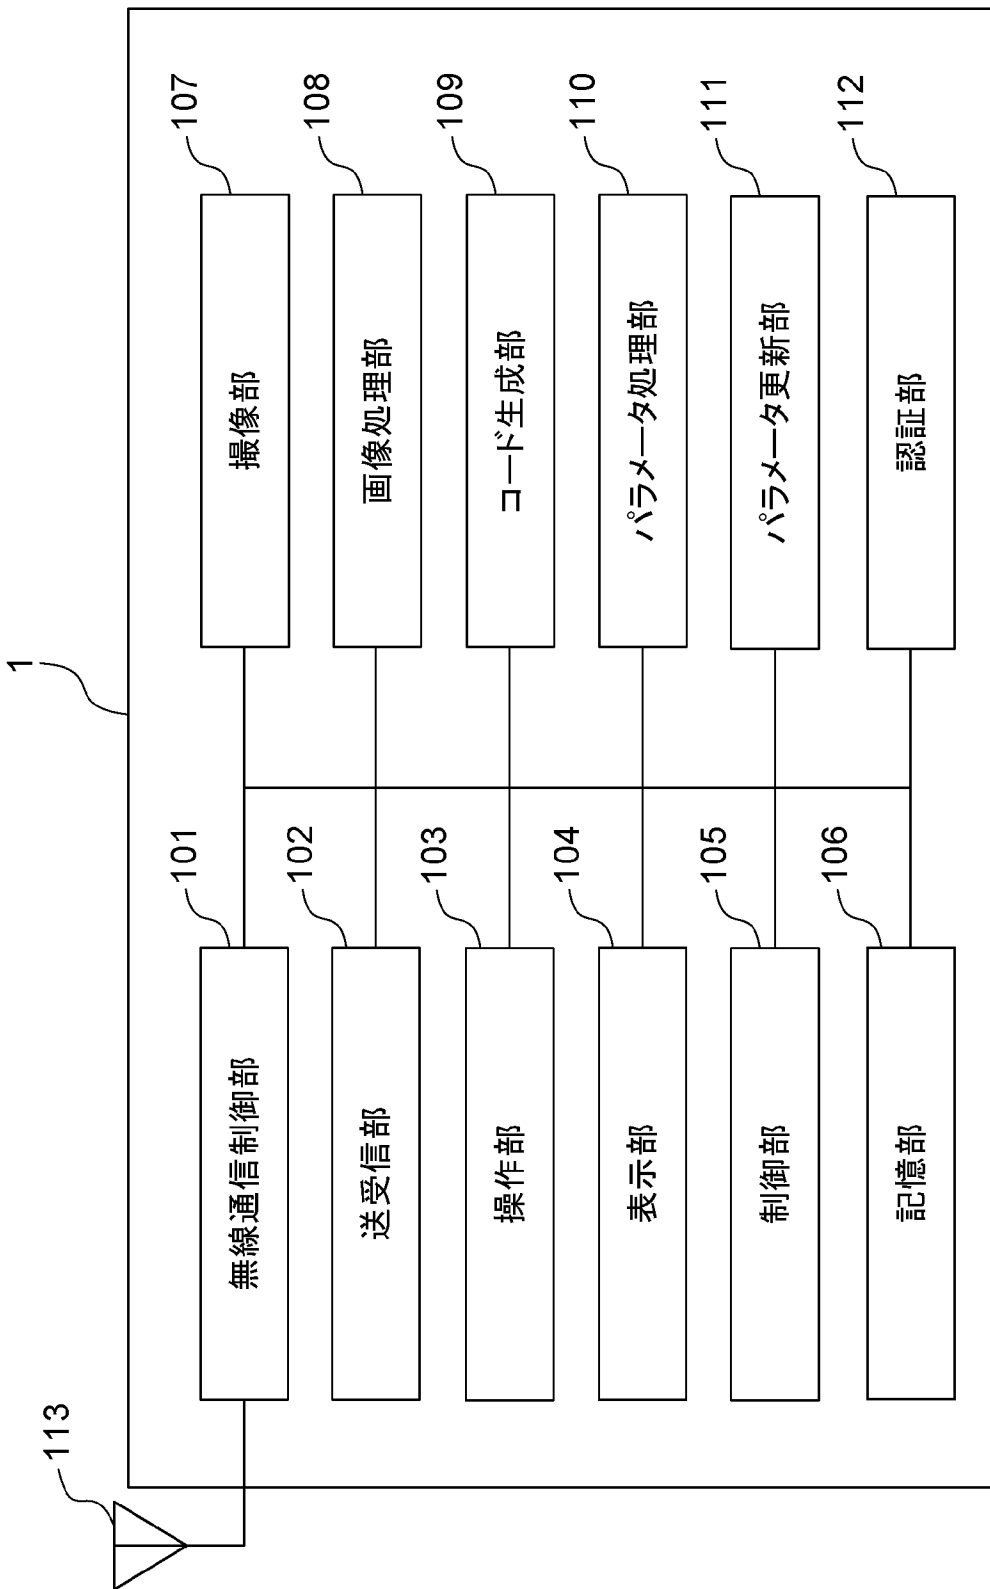 1
113
101
無線通信制御部
102
送受信部
103
操作部
104
表示部
105
制御部
106
記憶部
107
撮像部
108
画像処理部
109
コード生成部
110
パラメータ処理部
111
パラメータ更新部
112
認証部